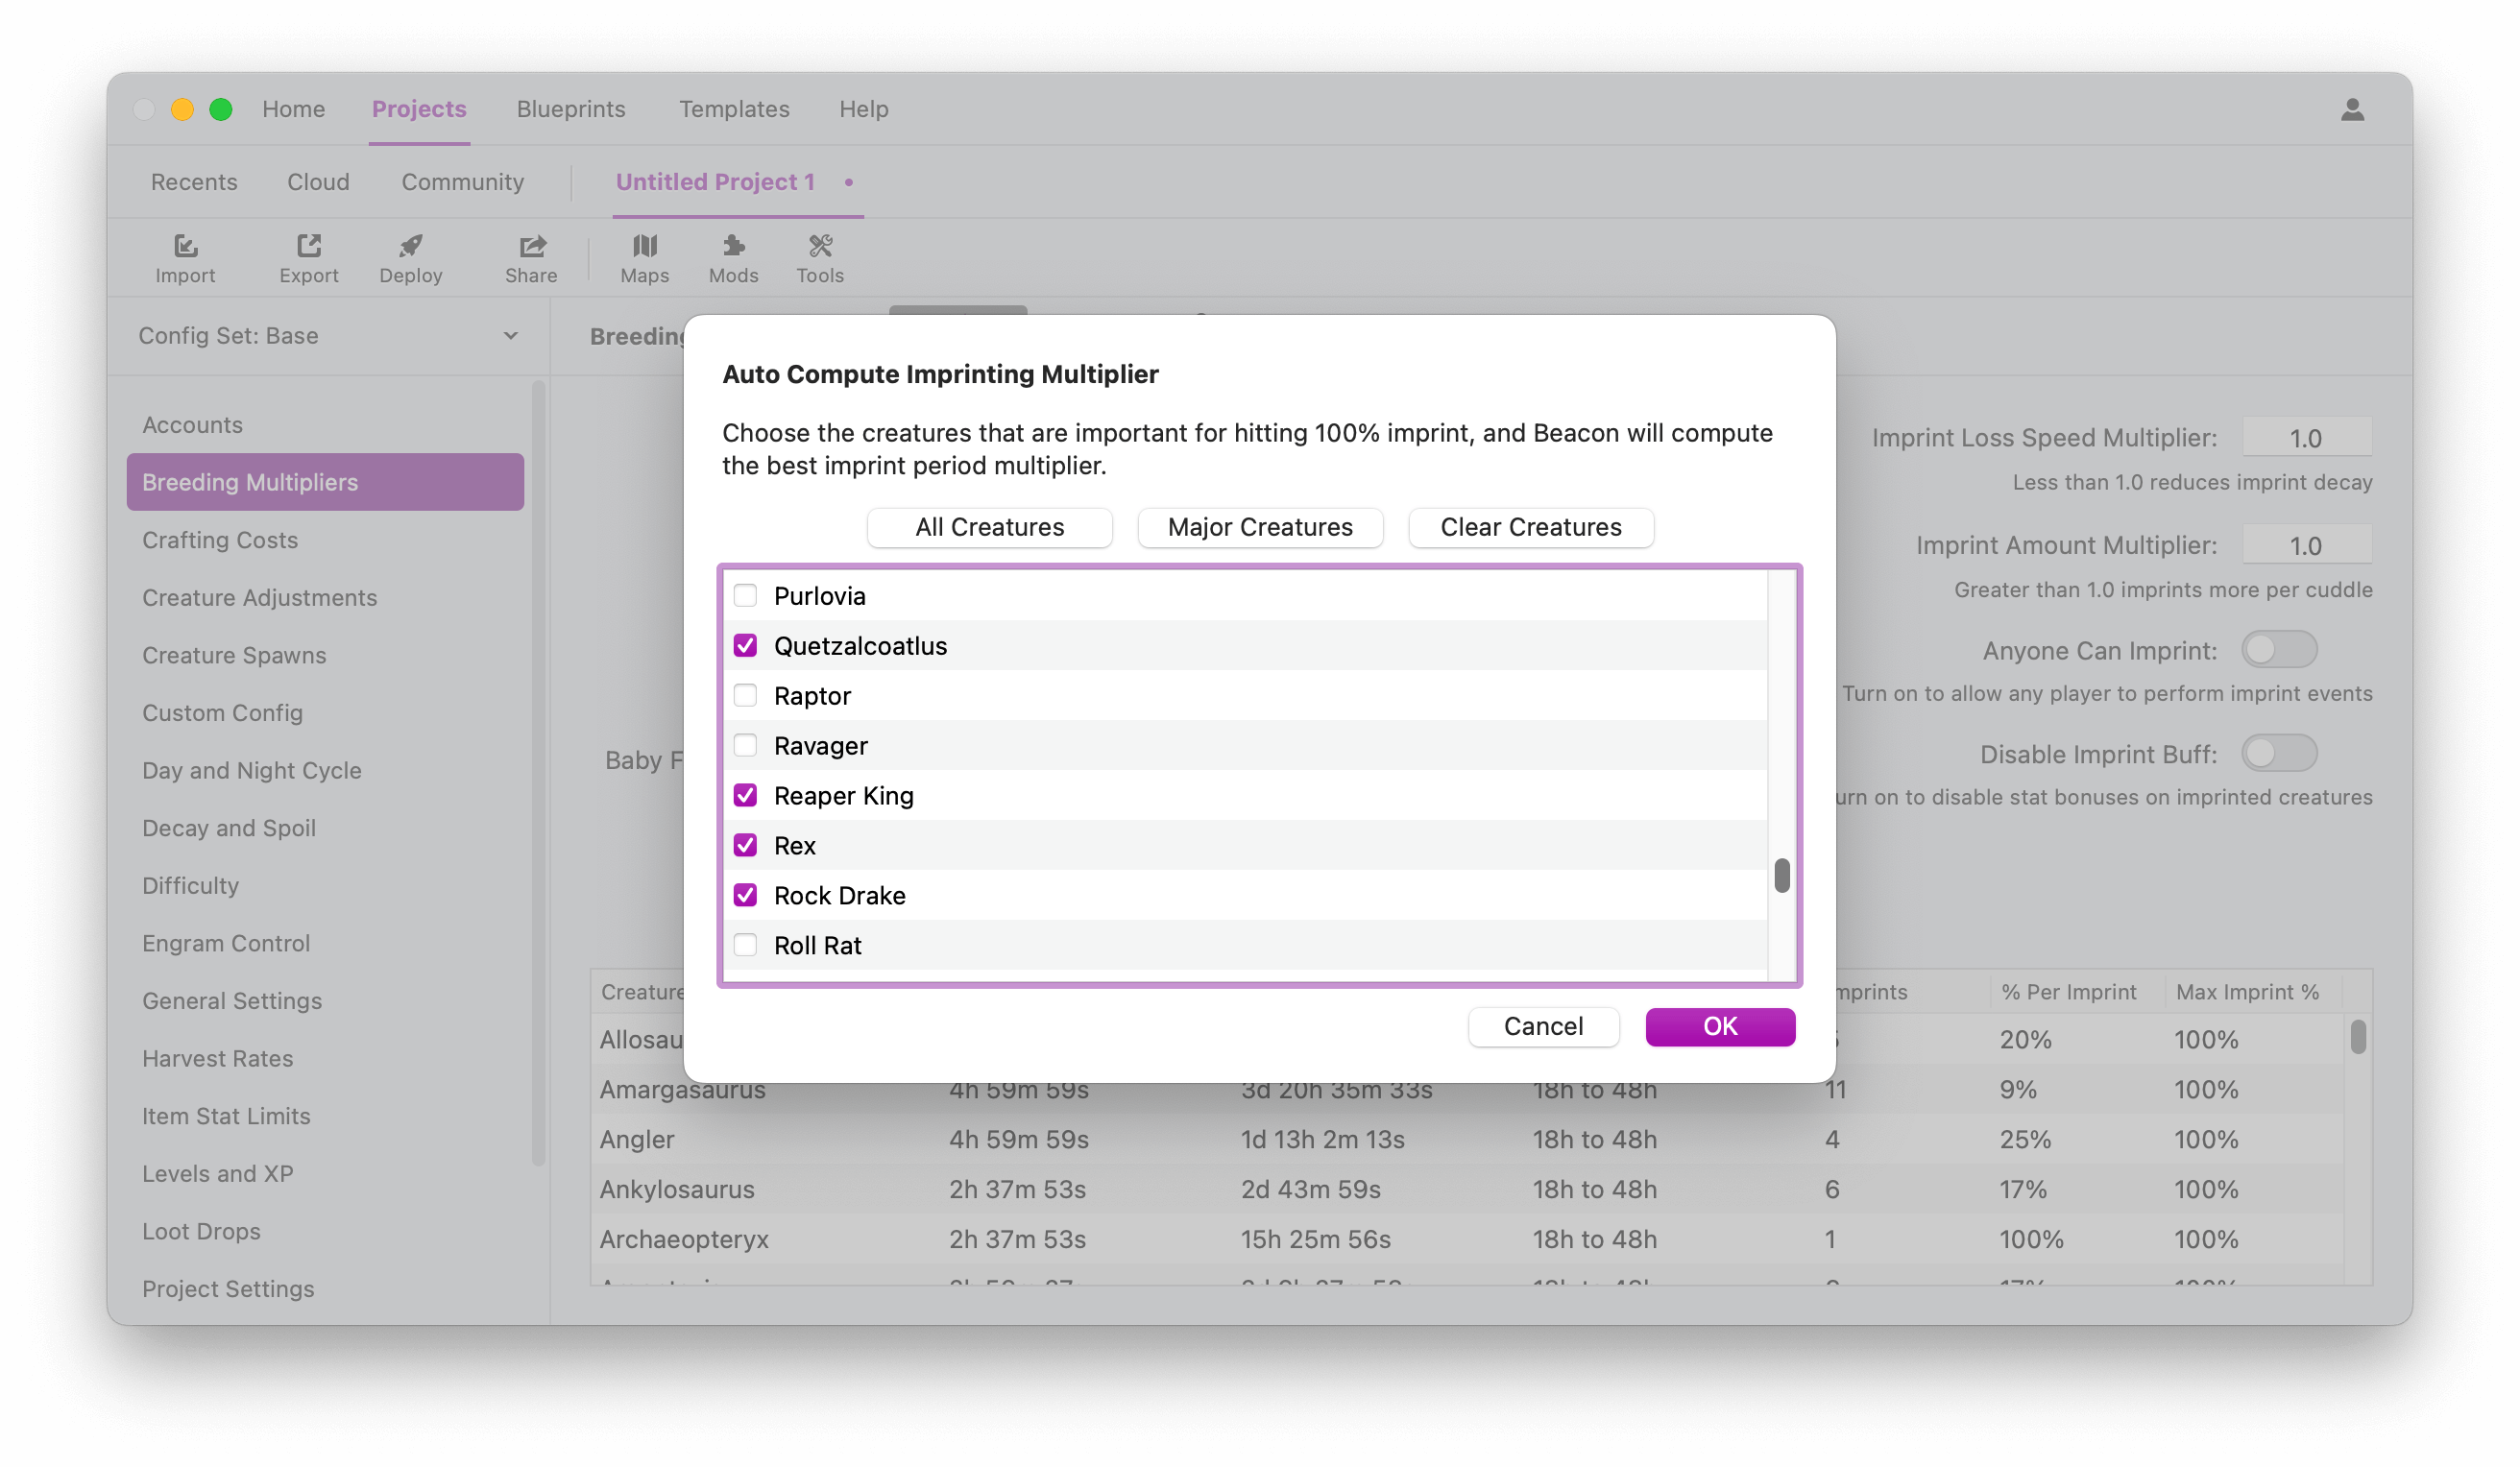 Home Projects Blueprints Templates Help
Recents Cloud Community Untitled Project 1 •
Import Export Deploy Share Maps Mods Tools
Config Set: Base
Breeding
Accounts
Breeding Multipliers
Crafting Costs
Creature Adjustments
Creature Spawns
Custom Config
Day and Night Cycle
Decay and Spoil
Difficulty
Engram Control
General Settings
Harvest Rates
Item Stat Limits
Levels and XP
Loot Drops
Project Settings
Auto Compute Imprinting Multiplier
Choose the creatures that are important for hitting 100% imprint, and Beacon will compute
the best imprint period multiplier.
All Creatures Major Creatures Clear Creatures
Purlovia
Quetzalcoatlus
Raptor
Ravager
Reaper King
Rex
Rock Drake
Roll Rat
Cancel OK
Imprint Loss Speed Multiplier: 1.0
Less than 1.0 reduces imprint decay
Imprint Amount Multiplier: 1.0
Greater than 1.0 imprints more per cuddle
Anyone Can Imprint:
Turn on to allow any player to perform imprint events
Disable Imprint Buff:
urn on to disable stat bonuses on imprinted creatures
Baby F
Creature mprints % Per Imprint Max Imprint %
Allosau 20% 100%
Amargasaurus 4h 59m 59s 3d 20h 35m 33s 18h to 48h 11 9% 100%
Angler 4h 59m 59s 1d 13h 2m 13s 18h to 48h 4 25% 100%
Ankylosaurus 2h 37m 53s 2d 43m 59s 18h to 48h 6 17% 100%
Archaeopteryx 2h 37m 53s 15h 25m 56s 18h to 48h 1 100% 100%